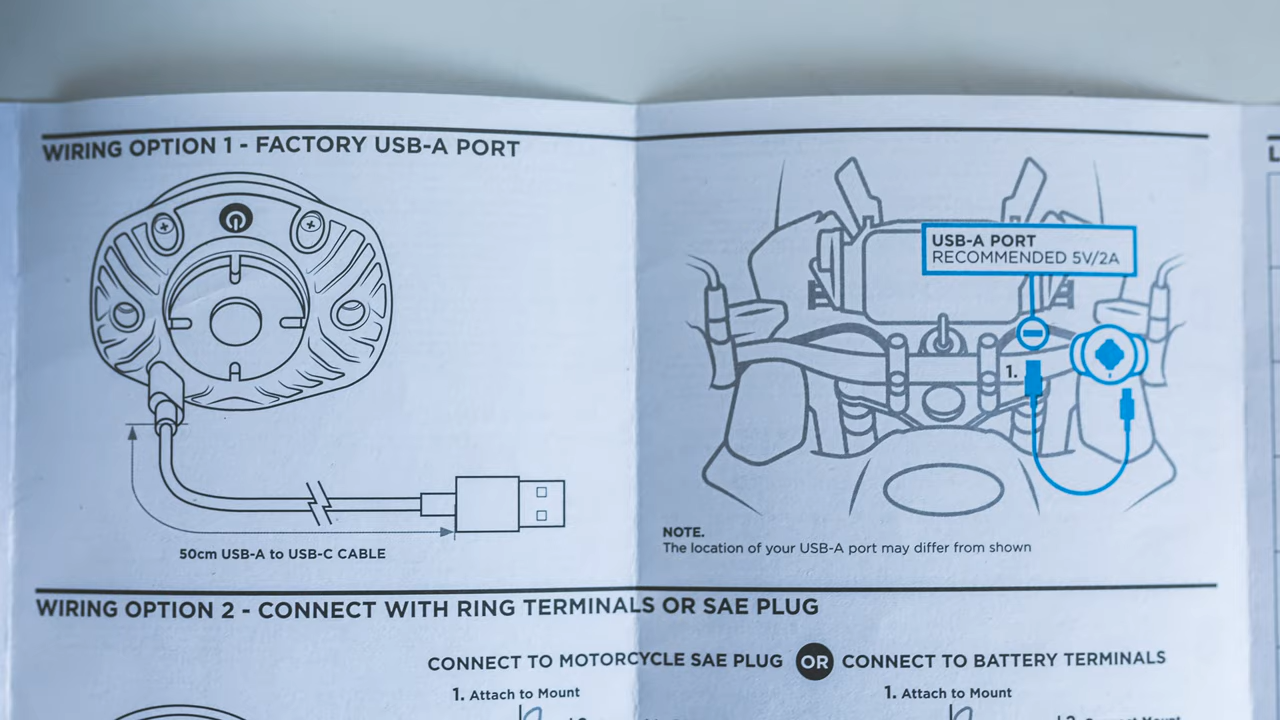 WIRING OPTION 1 - FACTORY USB-A PORT
USB-A PORT
RECOMMENDED 5V/2A
1.
50cm USB-A to USB-C CABLE
NOTE.
The location of your USB-A port may differ from shown
WIRING OPTION 2 - CONNECT WITH RING TERMINALS OR SAE PLUG
CONNECT TO MOTORCYCLE SAE PLUG OR CONNECT TO BATTERY TERMINALS
1. Attach to Mount
1. Attach to Mount